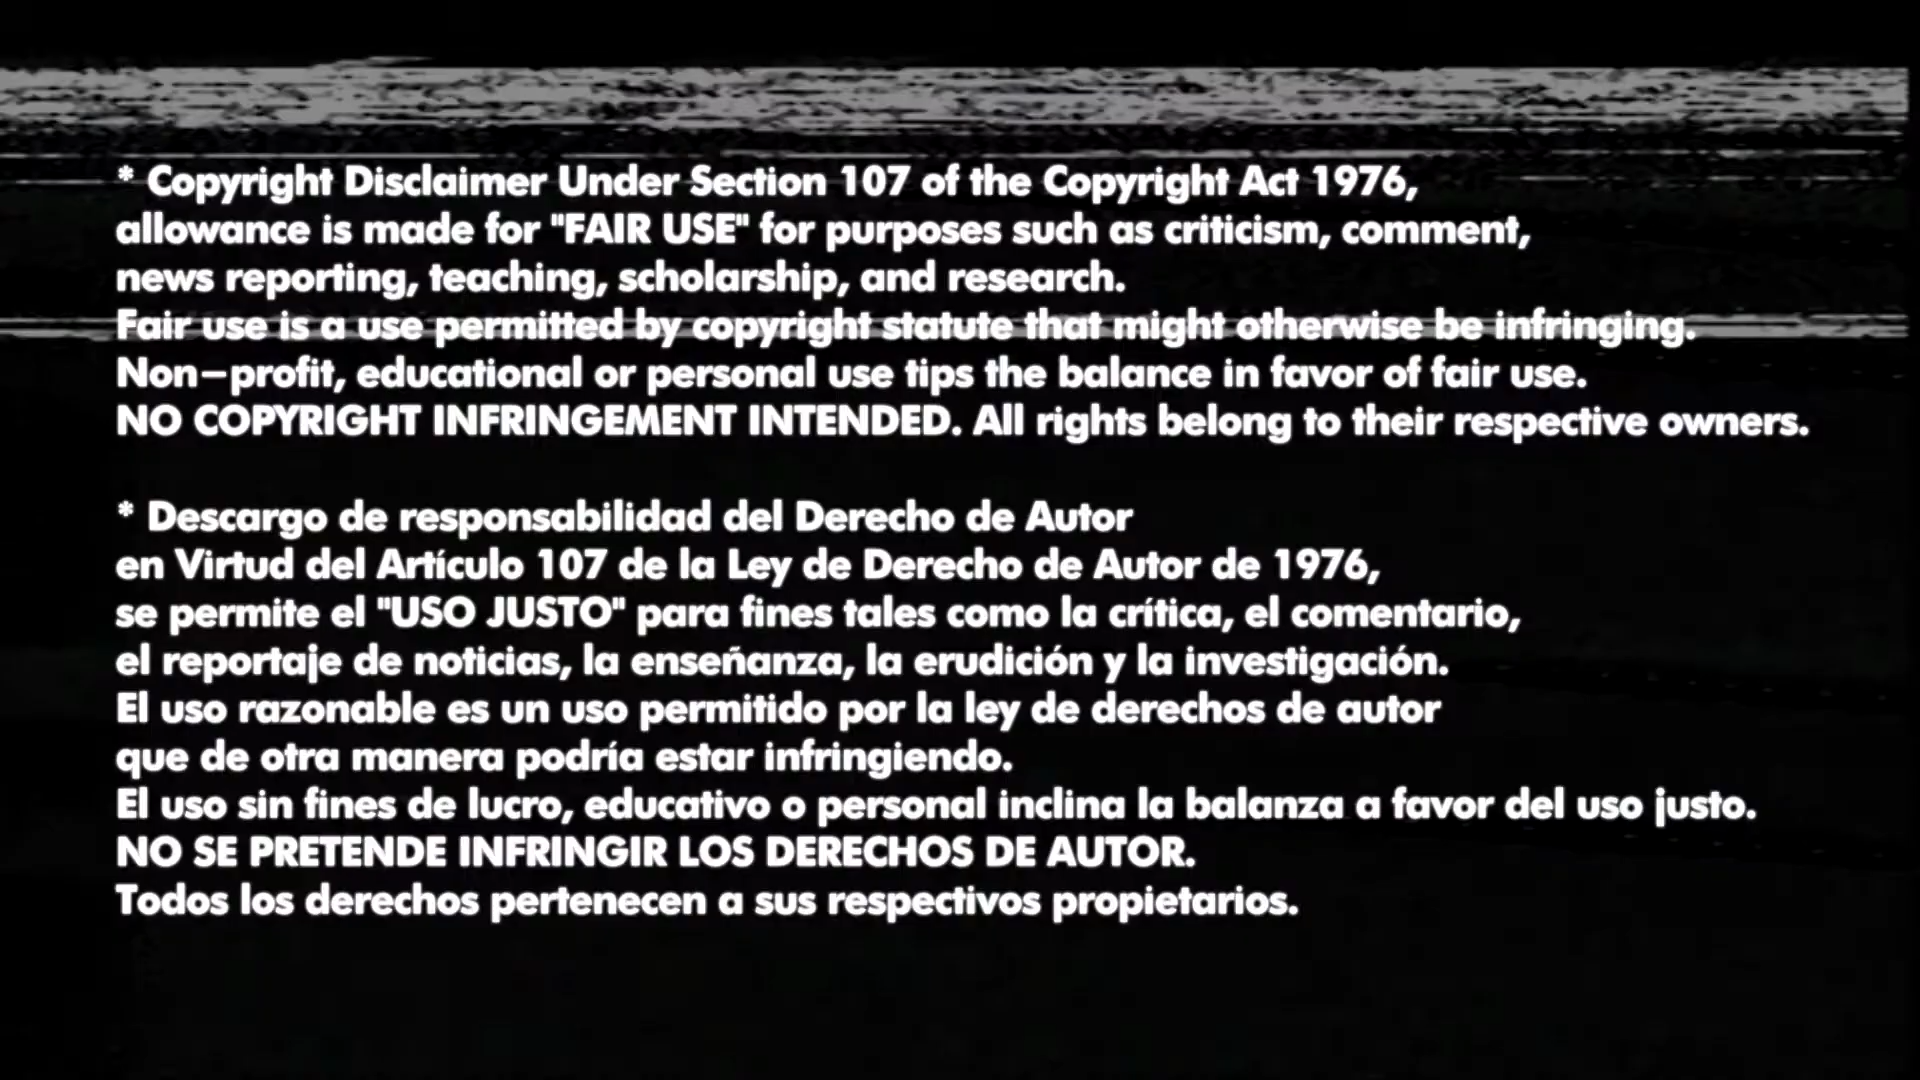 * Copyright Disclaimer Under Section 107 of the Copyright Act 1976,
allowance is made for "FAIR USE" for purposes such as criticism, comment,
news reporting, teaching, scholarship, and research.
Fair use is a use permitted by copyright statute that might otherwise be infringing.
Non–profit, educational or personal use tips the balance in favor of fair use.
NO COPYRIGHT INFRINGEMENT INTENDED. All rights belong to their respective owners.
* Descargo de responsabilidad del Derecho de Autor
en Virtud del Artículo 107 de la Ley de Derecho de Autor de 1976,
se permite el "USO JUSTO" para fines tales como la crítica, el comentario,
el reportaje de noticias, la enseñanza, la erudición y la investigación.
El uso razonable es un uso permitido por la ley de derechos de autor
que de otra manera podría estar infringiendo.
El uso sin fines de lucro, educativo o personal inclina la balanza a favor del uso justo.
NO SE PRETENDE INFRINGIR LOS DERECHOS DE AUTOR.
Todos los derechos pertenecen a sus respectivos propietarios.